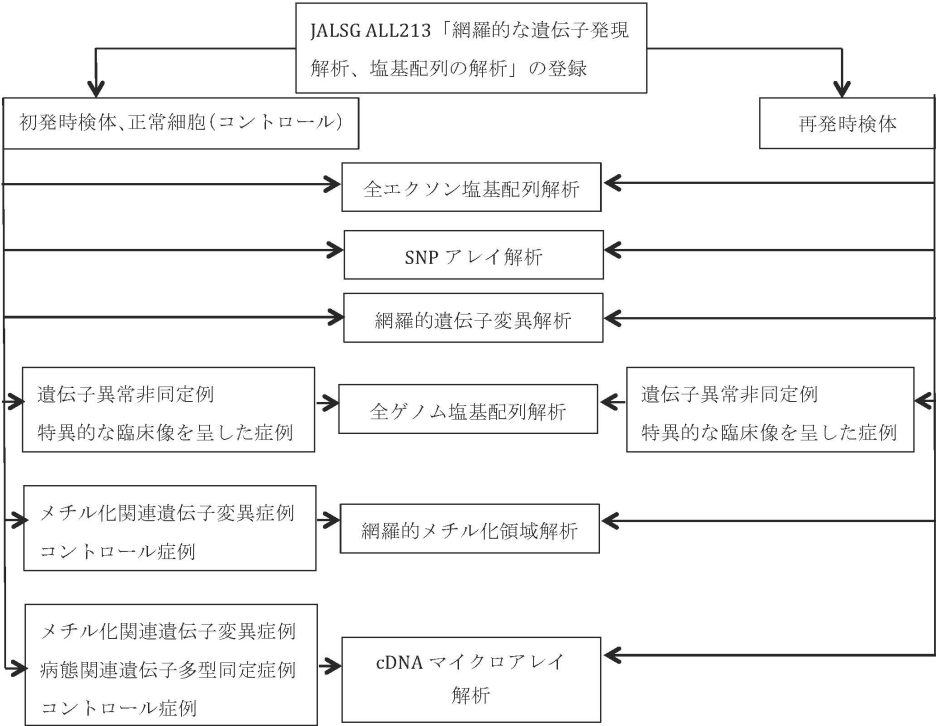 JALSG ALL213「網羅的な遺伝子発現
解析、塩基配列の解析」の登録
初発時検体、正常細胞(コントロール)
再発時検体
全エクソン塩基配列解析
SNP アレイ解析
網羅的遺伝子変異解析
遺伝子異常非同定例
特異的な臨床像を呈した症例
全ゲノム塩基配列解析
遺伝子異常非同定例
特異的な臨床像を呈した症例
メチル化関連遺伝子変異症例
コントロール症例
網羅的メチル化領域解析
メチル化関連遺伝子変異症例
病態関連遺伝子多型同定症例
コントロール症例
cDNA マイクロアレイ
解析